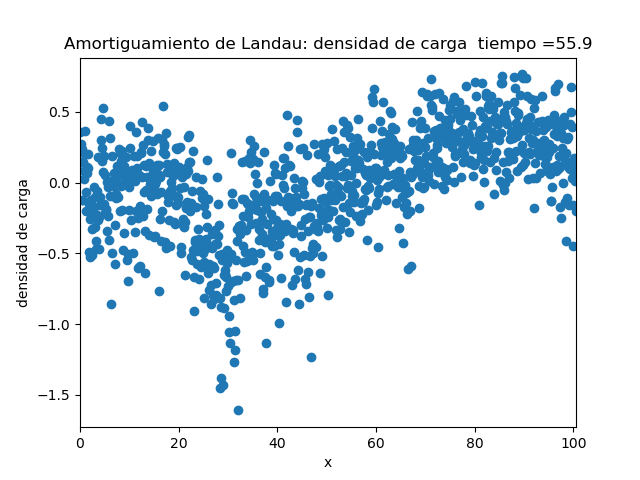 Amortiguamiento de Landau: densidad de carga  tiempo =55.9
densidad de carga
0.5
0.0
−0.5
−1.0
−1.5
0 20 40 60 80 100
x